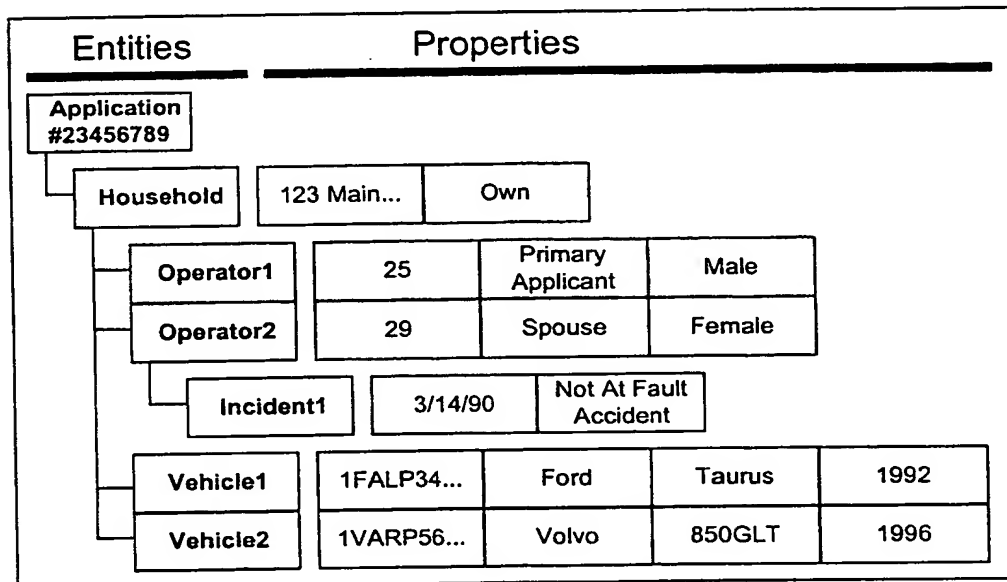 Entities Properties
Application
#23456789
Household 123 Main... Own
Operator1 25 Primary Applicant Male
Operator2 29 Spouse Female
Incident1 3/14/90 Not At Fault Accident
Vehicle1 1FALP34... Ford Taurus 1992
Vehicle2 1VARP56... Volvo 850GLT 1996